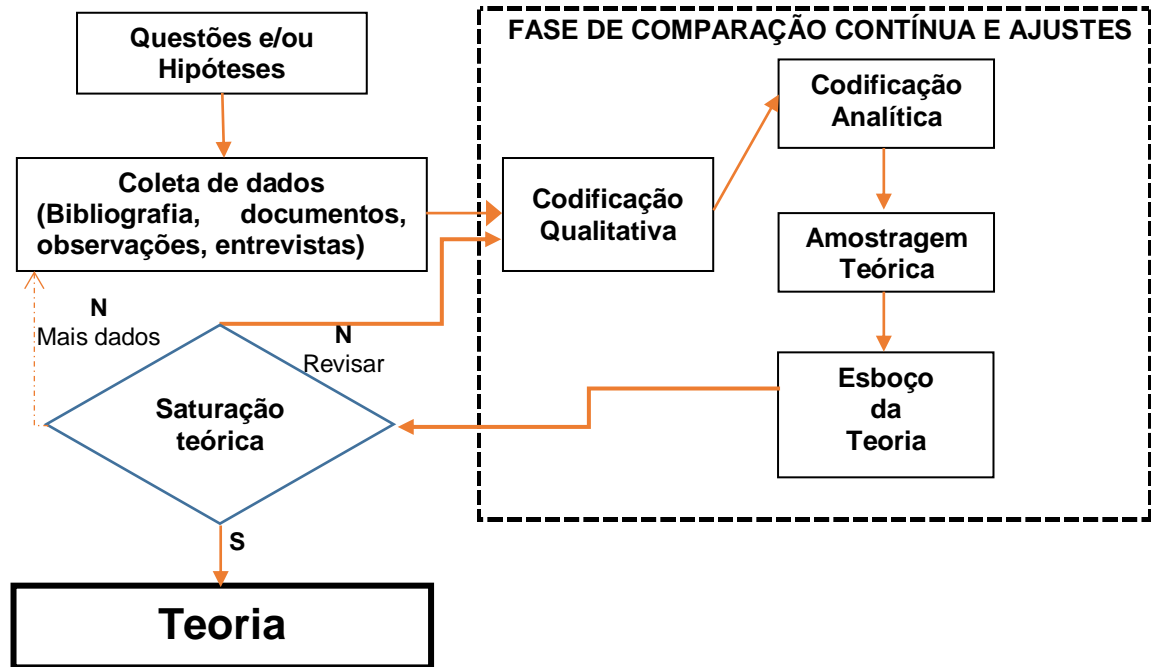 Questões e/ou
Hipóteses
Coleta de dados
(Bibliografia, documentos,
observações, entrevistas)
FASE DE COMPARAÇÃO CONTÍNUA E AJUSTES
Codificação
Qualitativa
Codificação
Analítica
Amostragem
Teórica
Esboço
da
Teoria
N
Mais dados
N
Revisar
Saturação
teórica
S
Teoria